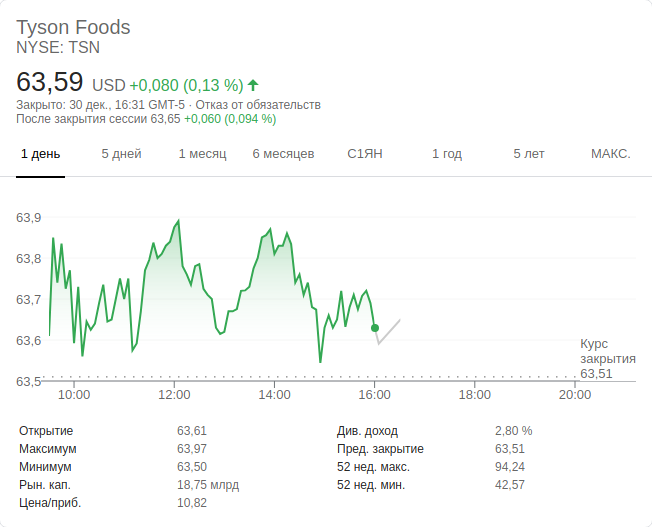 Tyson Foods
NYSE: TSN
63,59 USD +0,080 (0,13 %)
Закрыто: 30 дек., 16:31 GMT-5 · Отказ от обязательств
После закрытия сессии 63,65 +0,060 (0,094 %)
1 день 5 дней 1 месяц 6 месяцев С1ЯН 1 год 5 лет МАКС.
63,9
63,8
63,7
63,6
63,5
Курс
закрытия
63,51
10:00 12:00 14:00 16:00 18:00 20:00
Открытие 63,61
Максимум 63,97
Минимум 63,50
Рын. кап. 18,75 млрд
Цена/приб. 10,82
Див. доход 2,80 %
Пред. закрытие 63,51
52 нед. макс. 94,24
52 нед. мин. 42,57